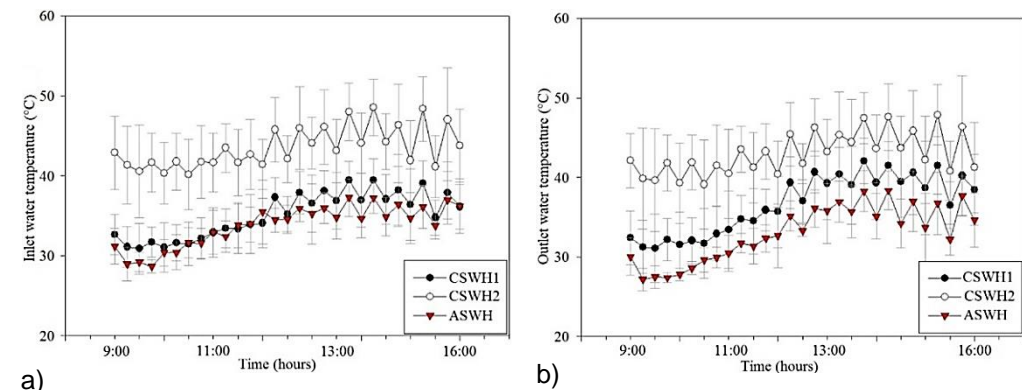 60
50
40
30
20
Inlet water temperature (°C)
9:00
11:00
13:00
16:00
Time (hours)
CSWH1
CSWH2
ASWH
a)
60
50
40
30
20
Outlet water temperature (°C)
9:00
11:00
13:00
16:00
Time (hours)
CSWH1
CSWH2
ASWH
b)